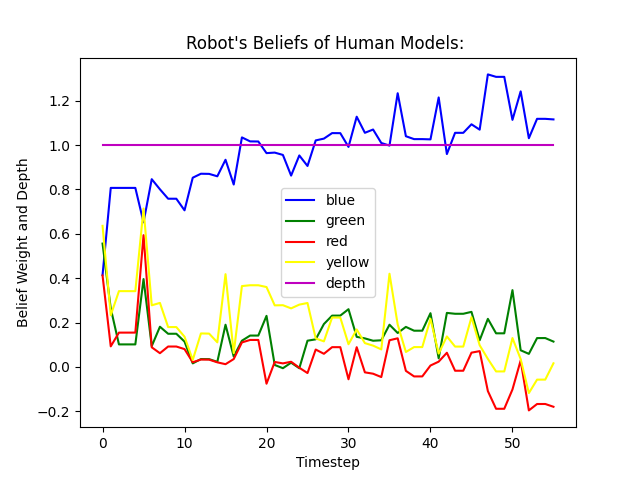 Robot's Beliefs of Human Models:
Belief Weight and Depth
1.2
1.0
0.8
0.6
0.4
0.2
0.0
−0.2
blue
green
red
yellow
depth
0 10 20 30 40 50
Timestep